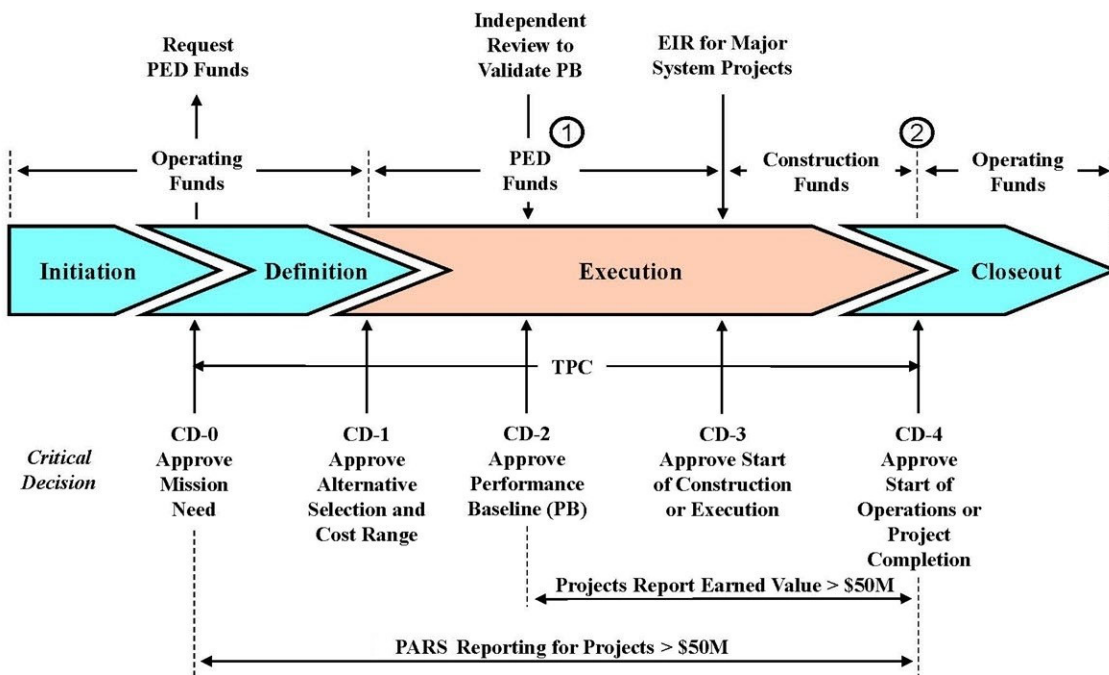 Request
PED Funds
Independent
Review to
Validate PB
EIR for Major
System Projects
1
2
Operating
Funds
PED
Funds
Construction
Funds
Operating
Funds
Initiation
Definition
Execution
Closeout
TPC
Critical
Decision
CD-0
Approve
Mission
Need
CD-1
Approve
Alternative
Selection and
Cost Range
CD-2
Approve
Performance
Baseline (PB)
CD-3
Approve Start
of Construction
or Execution
CD-4
Approve
Start of
Operations or
Project
Completion
Projects Report Earned Value > $50M
PARS Reporting for Projects > $50M